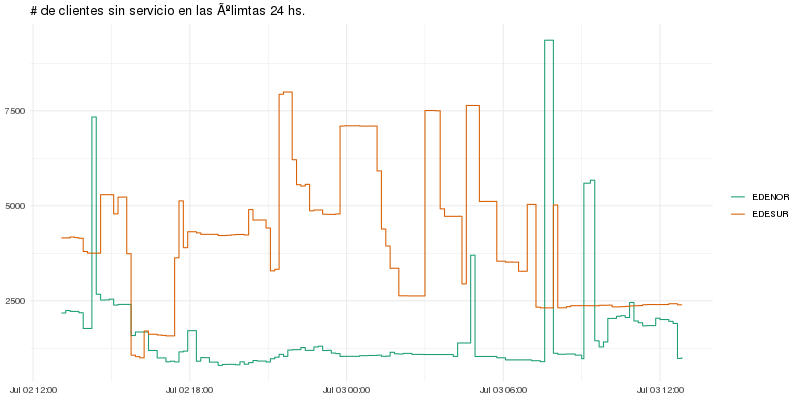 # de clientes sin servicio en las Ãºlimtas 24 hs.
7500
5000
2500
Jul 02 12:00
Jul 02 18:00
Jul 03 00:00
Jul 03 06:00
Jul 03 12:00
EDENOR
EDESUR